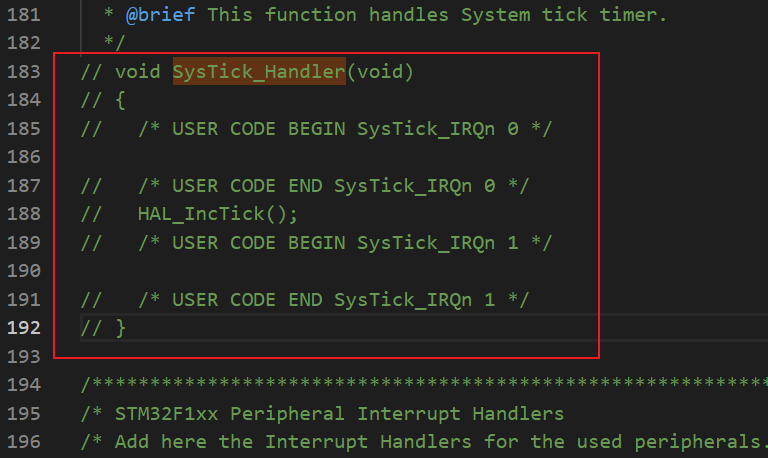 181 * @brief This function handles System tick timer.
182 */
183 // void SysTick_Handler(void)
184 // {
185 //   /* USER CODE BEGIN SysTick_IRQn 0 */
186
187 //   /* USER CODE END SysTick_IRQn 0 */
188 //   HAL_IncTick();
189 //   /* USER CODE BEGIN SysTick_IRQn 1 */
190
191 //   /* USER CODE END SysTick_IRQn 1 */
192 // }
193
194 /******************************************************************
195 /* STM32F1xx Peripheral Interrupt Handlers
196 /* Add here the Interrupt Handlers for the used peripherals.